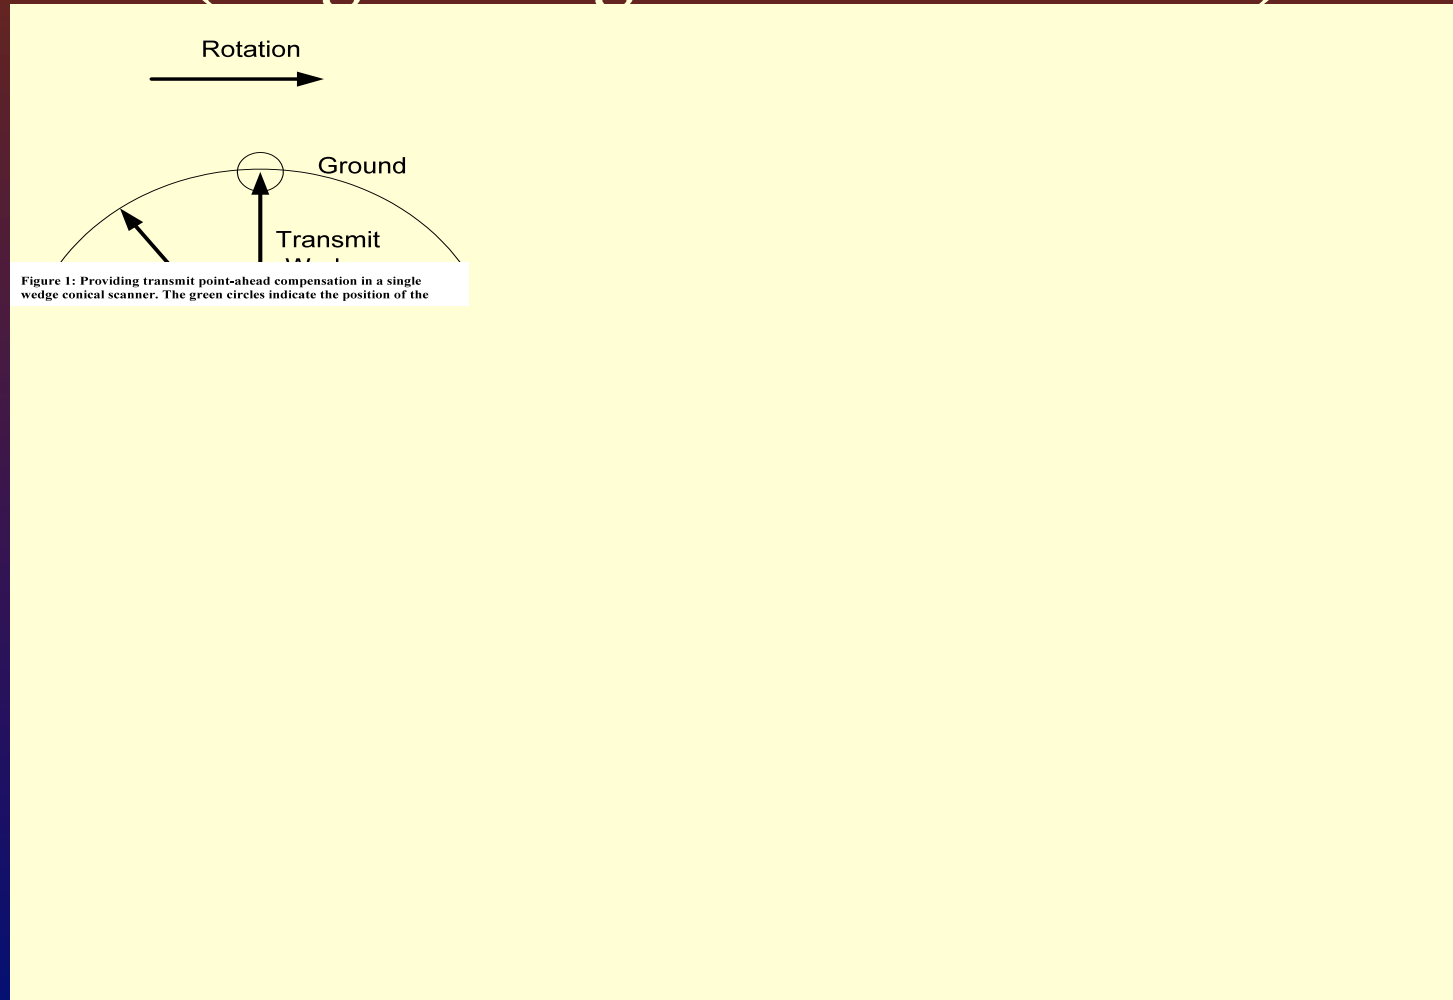 Rotation
Ground
Transmit
Figure 1: Providing transmit point-ahead compensation in a single
wedge conical scanner. The green circles indicate the position of the